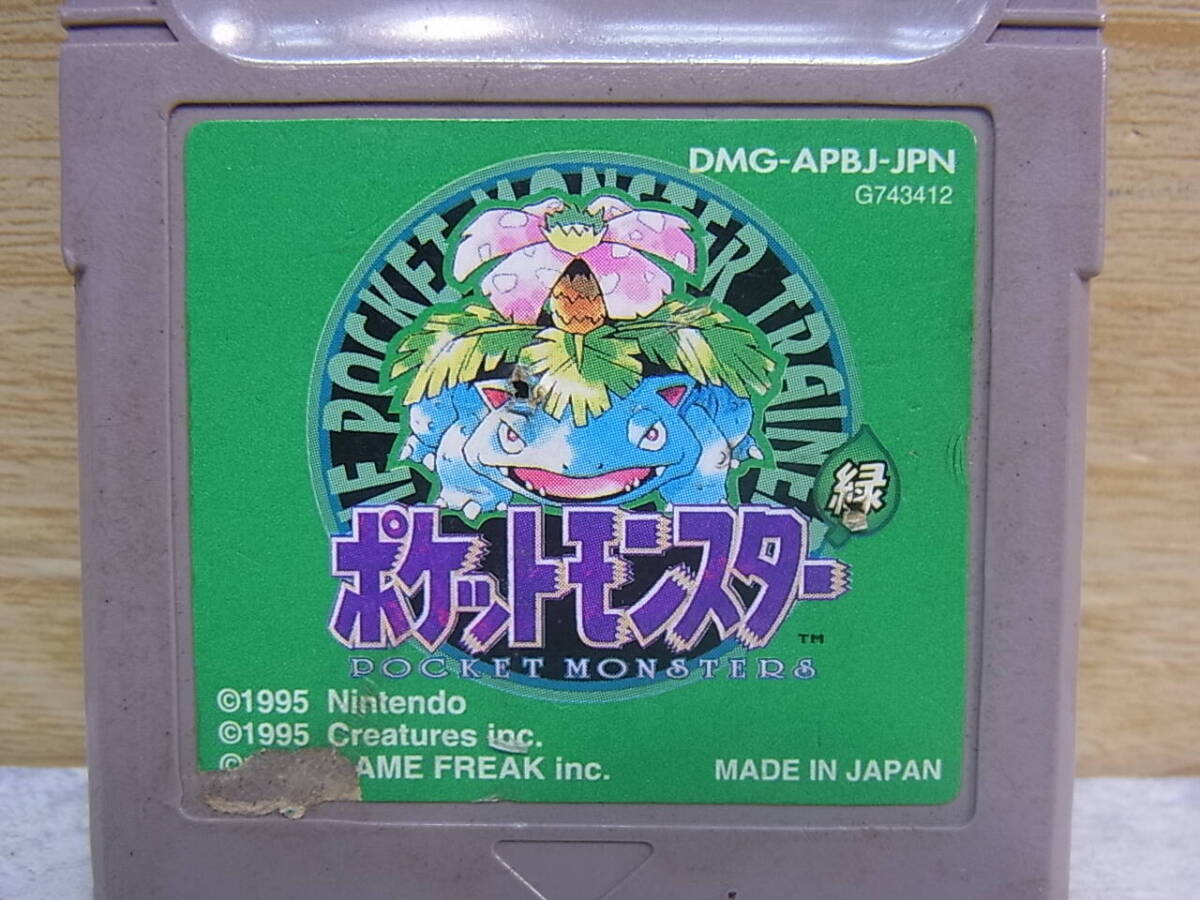 DMG-APBJ-JPN
G743412
POCKET MONSTER TRAINE
緑
ポケットモンスター
TM
POCKET MONSTERS
©1995 Nintendo
©1995 Creatures inc.
© AME FREAK inc.
MADE IN JAPAN